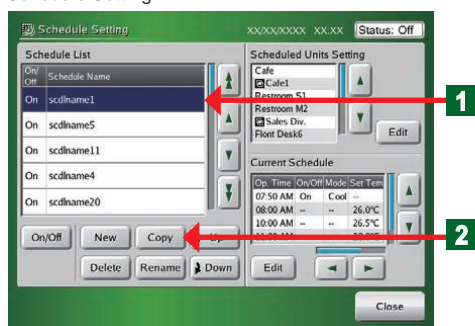 Schedule Setting
XX/XX/XXXX XX:XX
Status: Off
Schedule List
On/Off Schedule Name
On scdlname1
On scdlname5
On scdlname11
On scdlname4
On scdlname20
On/Off
New
Copy
Up
Delete
Rename
Down
Scheduled Units Setting
Cafe
Cafe1
Restroom S1
Restroom M2
Sales Div.
Flont Desk6
Edit
Current Schedule
Op. Time On/Off Mode Set Tem
07:50 AM On Cool --
08:00 AM -- -- 26.0°C
10:00 AM -- -- 26.5°C
Edit
Close
1
2